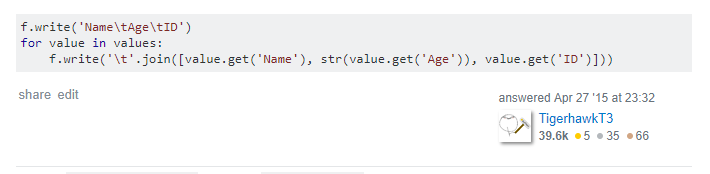 f.write('Name\tAge\tID')
for value in values:
    f.write('\t'.join([value.get('Name'), str(value.get('Age')), value.get('ID')]))
share edit
answered Apr 27 '15 at 23:32
TigerhawkT3
39.6k ●5 ●35 ●66